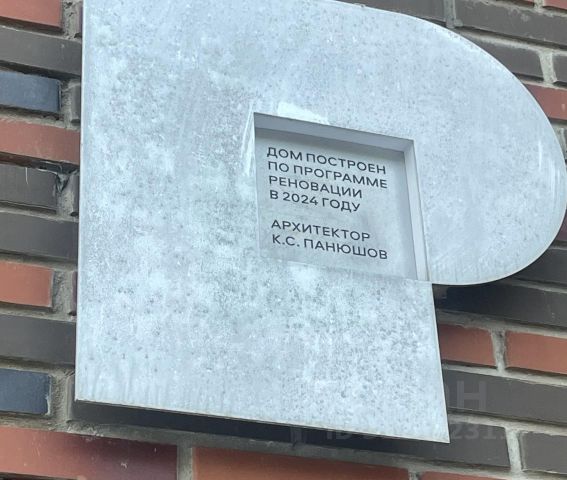 ДОМ ПОСТРОЕН
ПО ПРОГРАММЕ
РЕНОВАЦИИ
В 2024 ГОДУ
АРХИТЕКТОР
К.С. ПАНЮШОВ